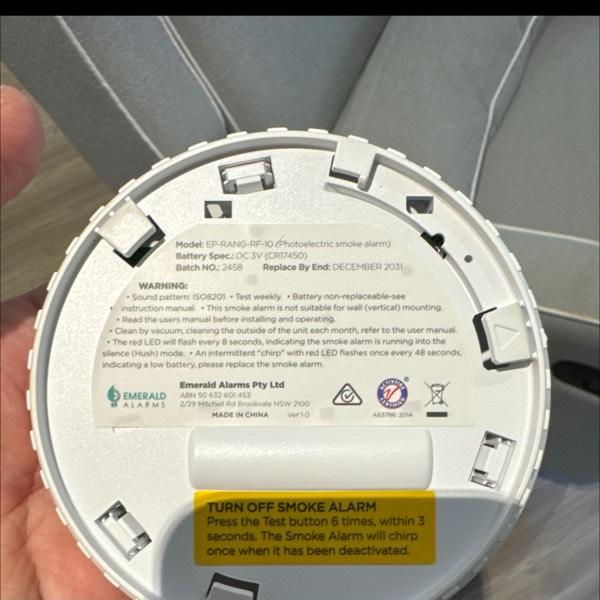 Model: EP-RANG-RF-10 (Photoelectric smoke alarm)
Battery Spec.: DC 3V (CR17450)
Batch NO.: 2458 Replace By End: DECEMBER 2031
WARNING:
• Sound pattern: ISO8201 • Test weekly. • Battery non-replaceable-see
instruction manual. • This smoke alarm is not suitable for wall (vertical) mounting.
• Read the users manual before installing and operating.
• Clean by vacuum, cleaning the outside of the unit each month, refer to the user manual.
• The red LED will flash every 8 seconds, indicating the smoke alarm is running into the
silence (Hush) mode. • An intermittent "chirp" with red LED flashes once every 48 seconds,
indicating a low battery, please replace the smoke alarm.
EMERALD
ALARMS
Emerald Alarms Pty Ltd
ABN 50 632 601 453
2/29 Mitchell Rd Brookvale NSW 2100
MADE IN CHINA Ver1.0
ACTIVFIRE
CERTIFIED
AS3786: 2014
TURN OFF SMOKE ALARM
Press the Test button 6 times, within 3
seconds. The Smoke Alarm will chirp
once when it has been deactivated.